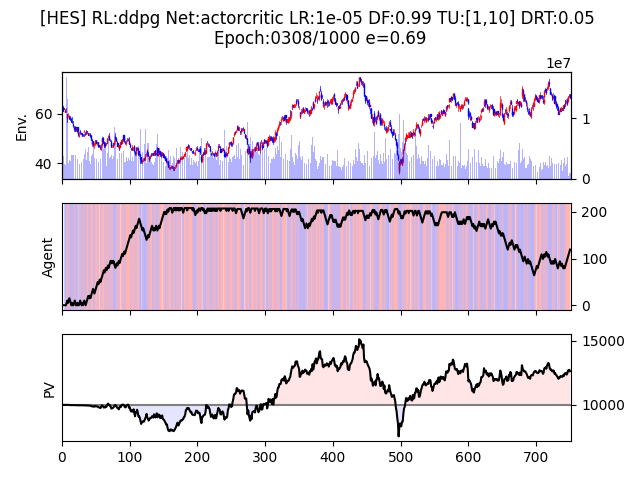 [HES] RL:ddpg Net:actorcritic LR:1e-05 DF:0.99 TU:[1,10] DRT:0.05
Epoch:0308/1000 e=0.69
1e7
Env.
60
40
1
0
Agent
200
100
0
PV
15000
10000
0 100 200 300 400 500 600 700